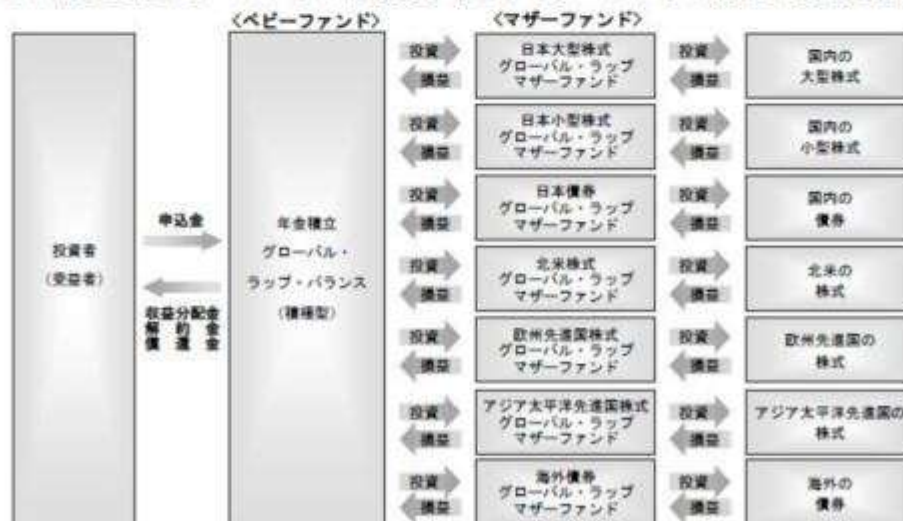 〈ベビーファンド〉
〈マザーファンド〉
投資者
(受益者)
申込金
収益分配金
解約金
償還金
年金積立
グローバル・
ラップ・バランス
(積極型)
投資
損益
日本大型株式
グローバル・ラップ
マザーファンド
投資
損益
国内の
大型株式
投資
損益
日本小型株式
グローバル・ラップ
マザーファンド
投資
損益
国内の
小型株式
投資
損益
日本債券
グローバル・ラップ
マザーファンド
投資
損益
国内の
債券
投資
損益
北米株式
グローバル・ラップ
マザーファンド
投資
損益
北米の
株式
投資
損益
欧州先進国株式
グローバル・ラップ
マザーファンド
投資
損益
欧州先進国の
株式
投資
損益
アジア太平洋先進国株式
グローバル・ラップ
マザーファンド
投資
損益
アジア太平洋先進国の
株式
投資
損益
海外債券
グローバル・ラップ
マザーファンド
投資
損益
海外の
債券